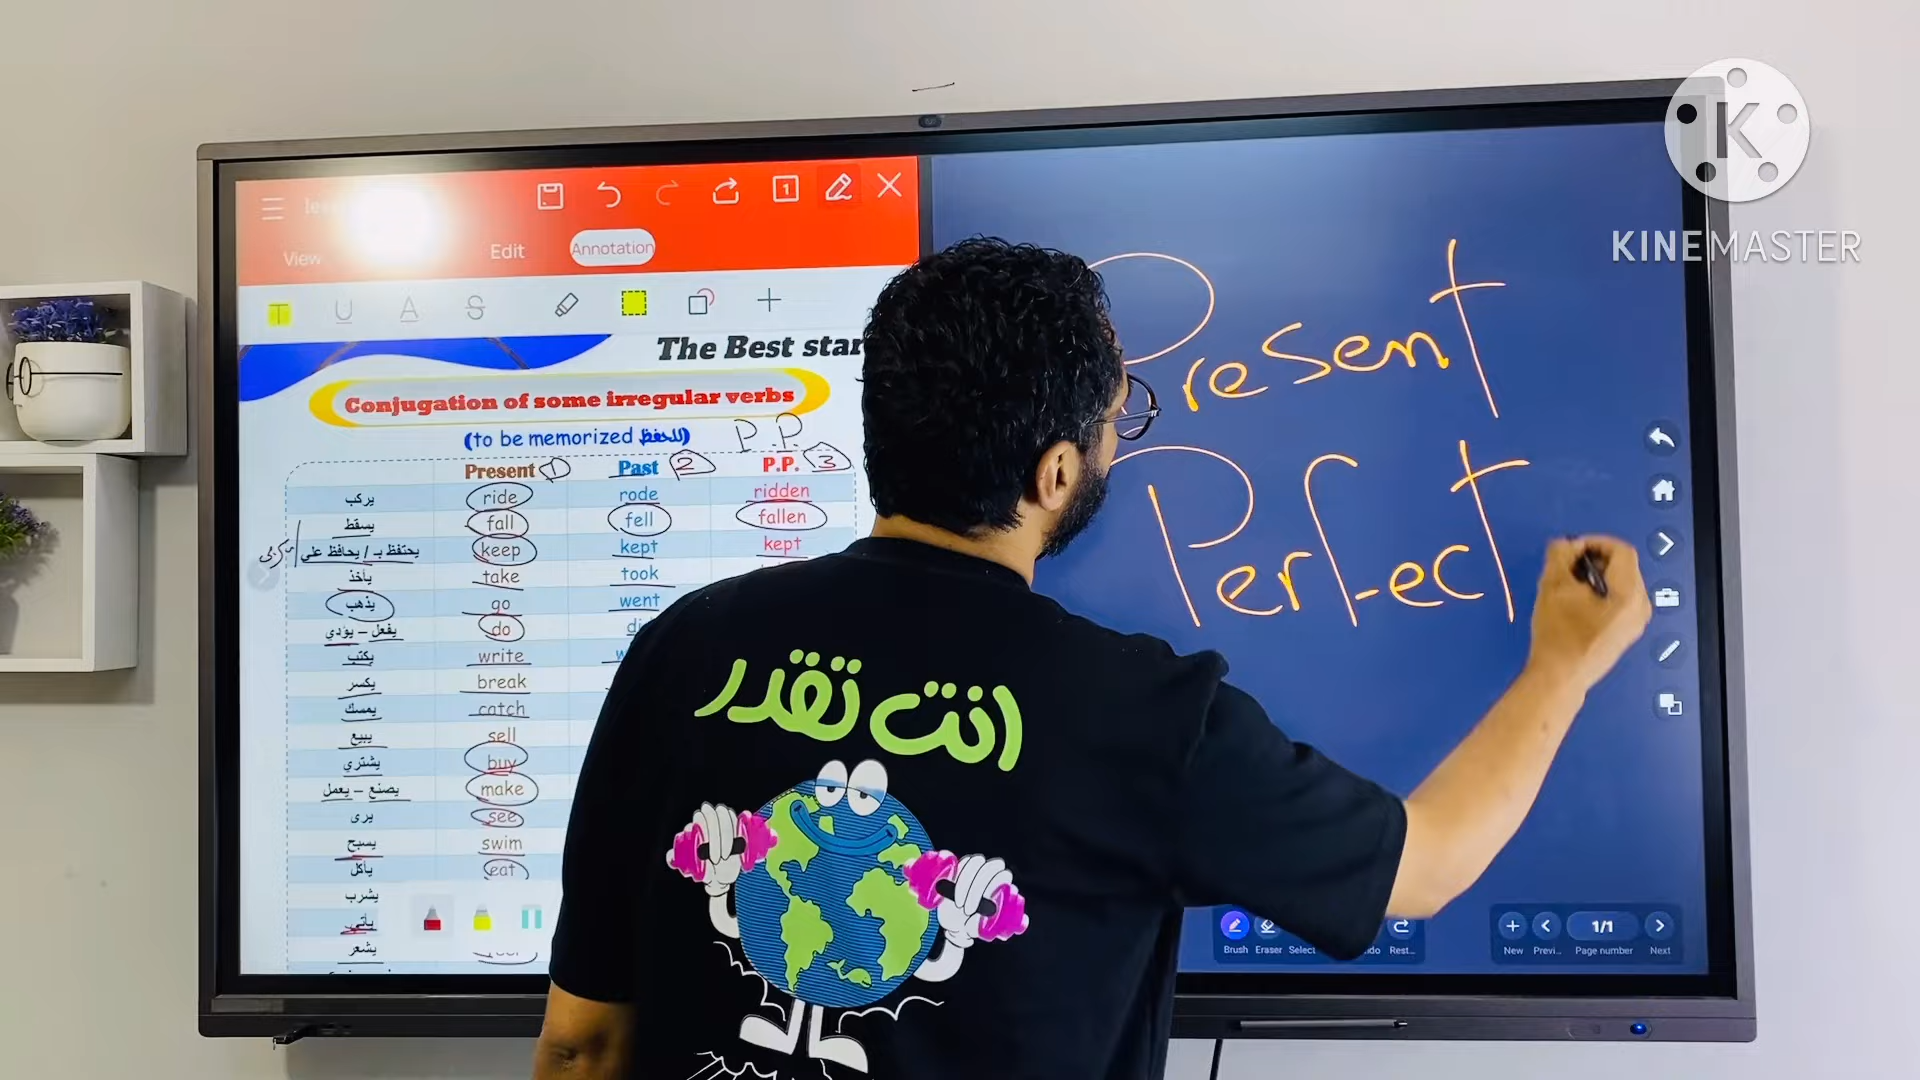 KINEMASTER
View
Edit
Annotation
The Best star
Conjugation of some irregular verbs
(to be memorized للحفظ)
P.P.
Present 1 Past 2 P.P. 3
يركب ride rode ridden
يسقط fall fell fallen
يحتفظ بـ / يحافظ على keep kept kept
يأخذ take took
يذهب go went
يفعل – يؤدي do
يكتب write
يكسر break
يمسك catch
يبيع sell
يشتري buy
يصنع – يعمل make
يرى see
يسبح swim
يأكل eat
يشرب
يأتي
يشعر
Present
Perfect
انت تقدر
Brush Eraser Select Rest...
New Previ... Page number Next
1/1